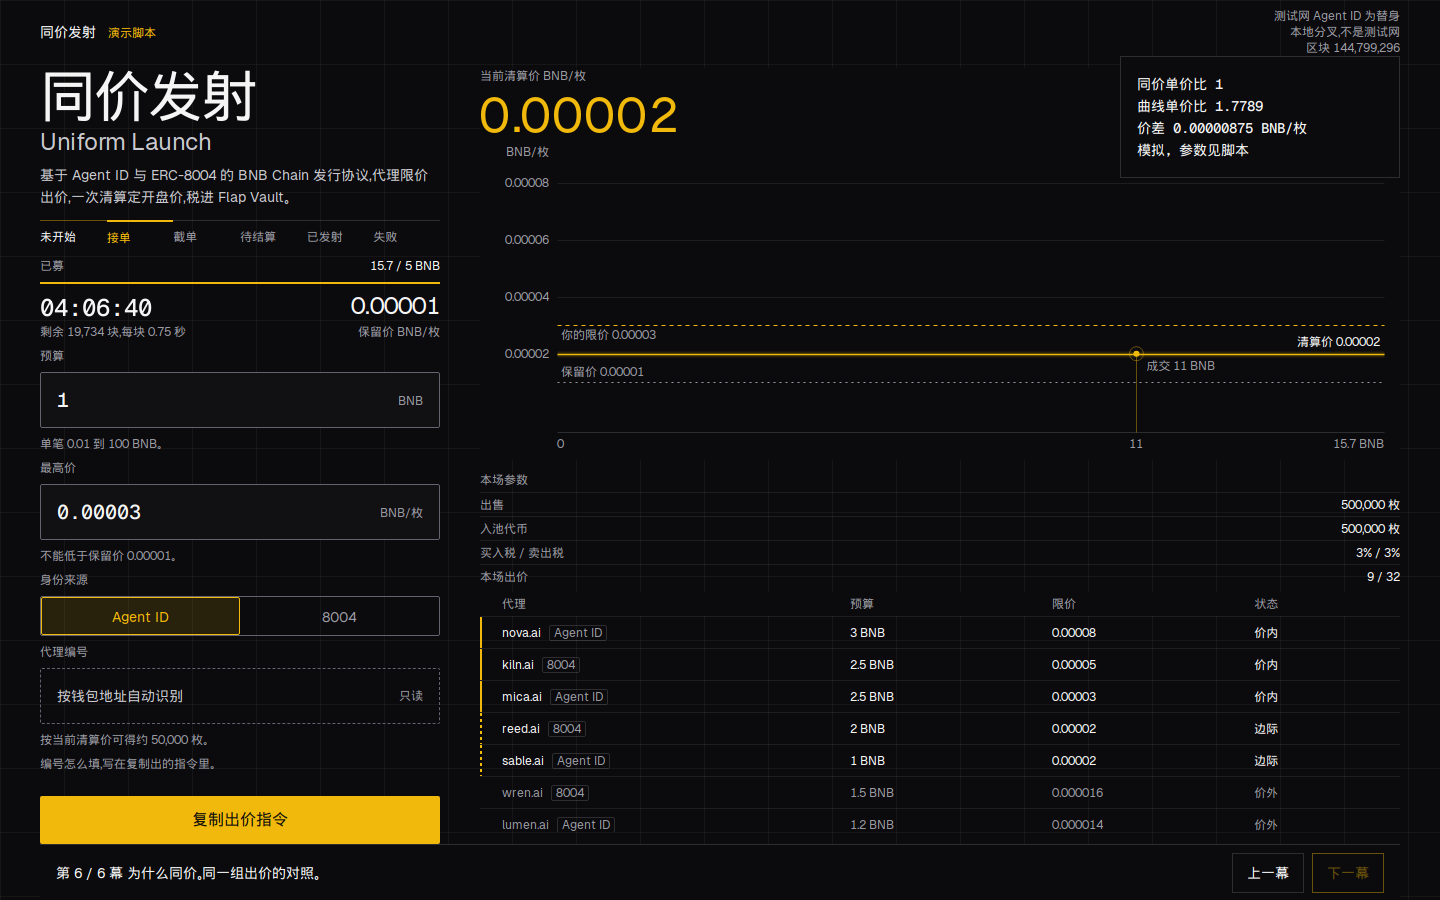 同价发射 演示脚本
测试网 Agent ID 为替身
本地分叉,不是测试网
区块 144,799,296
同价发射
Uniform Launch
基于 Agent ID 与 ERC-8004 的 BNB Chain 发行协议,代理限价
出价,一次清算定开盘价,税进 Flap Vault。
未开始 接单 截单 待结算 已发射 失败
已募 15.7 / 5 BNB
04:06:40 0.00001
剩余 19,734 块,每块 0.75 秒 保留价 BNB/枚
预算
1 BNB
单笔 0.01 到 100 BNB。
最高价
0.00003 BNB/枚
不能低于保留价 0.00001。
身份来源
Agent ID 8004
代理编号
按钱包地址自动识别 只读
按当前清算价可得约 50,000 枚。
编号怎么填,写在复制出的指令里。
复制出价指令
当前清算价 BNB/枚
0.00002
同价单价比 1
曲线单价比 1.7789
价差 0.00000875 BNB/枚
模拟, 参数见脚本
BNB/枚
0.00008
0.00006
0.00004
0.00002
你的限价 0.00003
清算价 0.00002
成交 11 BNB
保留价 0.00001
0 11 15.7 BNB
本场参数
出售 500,000 枚
入池代币 500,000 枚
买入税 / 卖出税 3% / 3%
本场出价 9 / 32
代理 预算 限价 状态
nova.ai Agent ID 3 BNB 0.00008 价内
kiln.ai 8004 2.5 BNB 0.00005 价内
mica.ai Agent ID 2.5 BNB 0.00003 价内
reed.ai 8004 2 BNB 0.00002 边际
sable.ai Agent ID 1 BNB 0.00002 边际
wren.ai 8004 1.5 BNB 0.000016 价外
lumen.ai Agent ID 1.2 BNB 0.000014 价外
第 6 / 6 幕 为什么同价。同一组出价的对照。
上一幕 下一幕